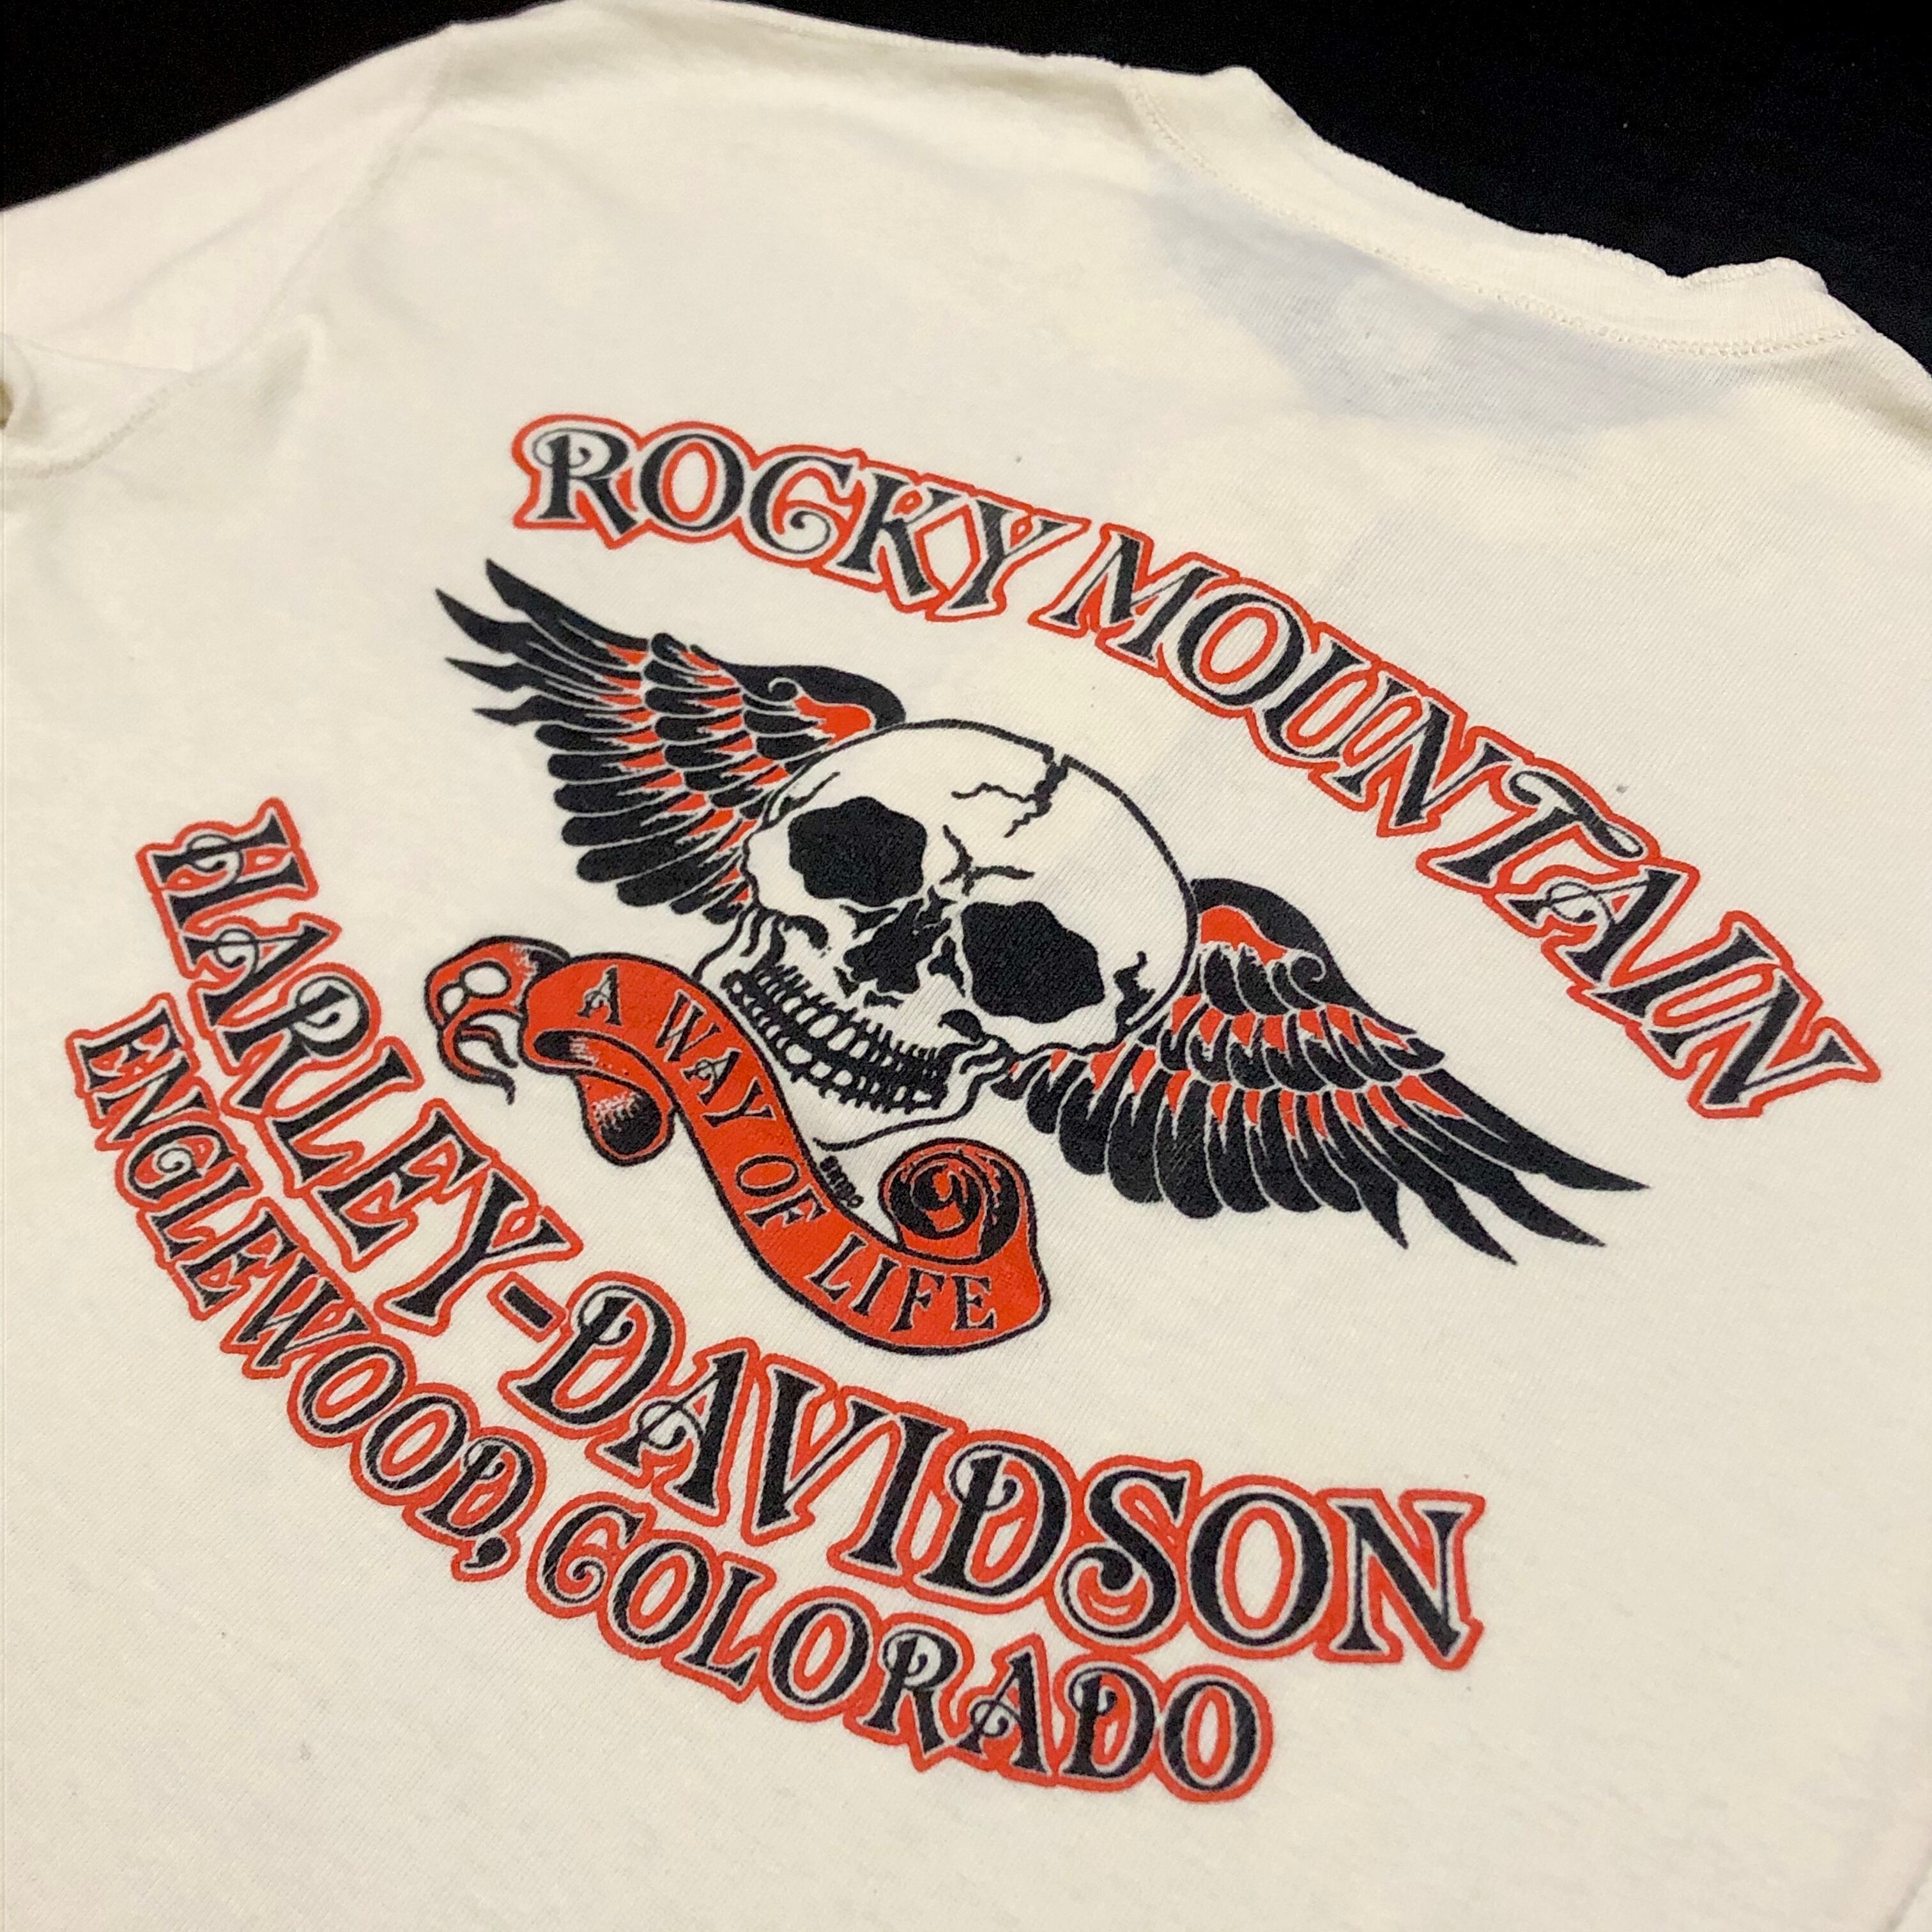 ROCKY MOUNTAIN
A WAY OF LIFE
HARLEY-DAVIDSON
ENGLEWOOD, COLORADO